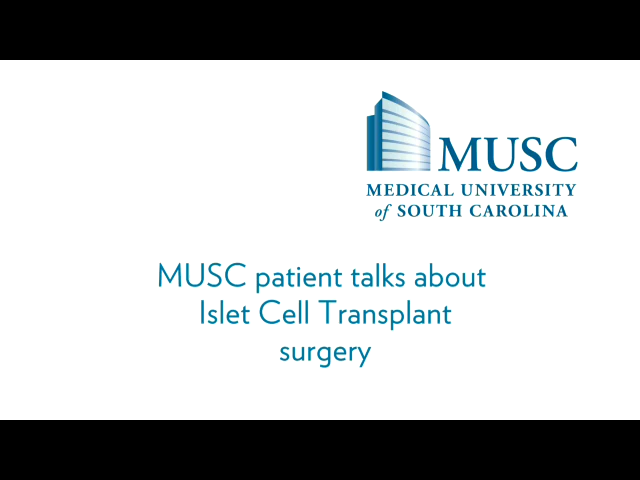 MUSC
MEDICAL UNIVERSITY
of SOUTH CAROLINA
MUSC patient talks about
Islet Cell Transplant
surgery